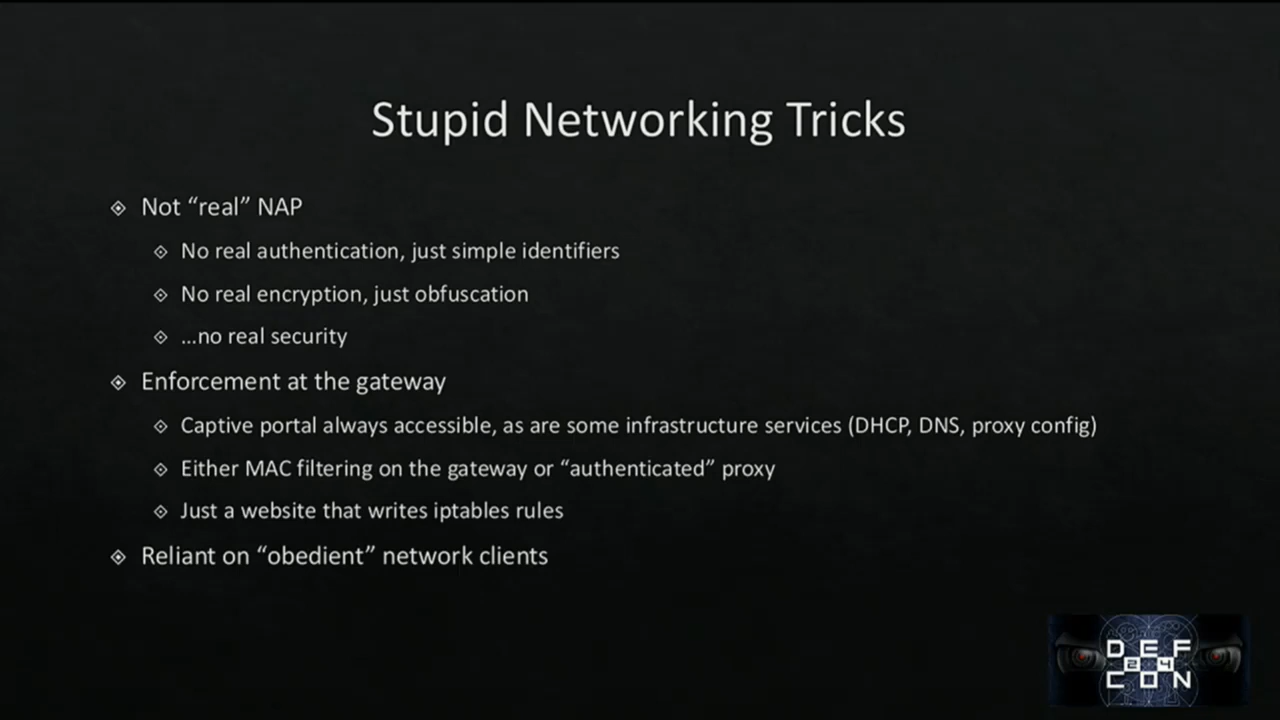 Stupid Networking Tricks
Not “real” NAP
No real authentication, just simple identifiers
No real encryption, just obfuscation
...no real security
Enforcement at the gateway
Captive portal always accessible, as are some infrastructure services (DHCP, DNS, proxy config)
Either MAC filtering on the gateway or “authenticated” proxy
Just a website that writes iptables rules
Reliant on “obedient” network clients
DEF
24
CON